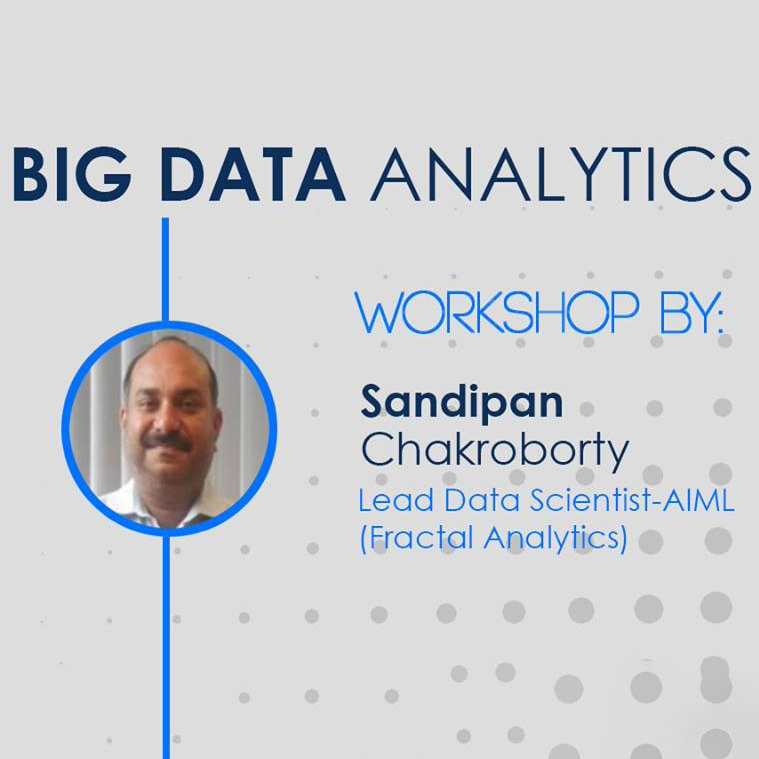 BIG DATA ANALYTICS
WORKSHOP BY:
Sandipan
Chakroborty
Lead Data Scientist-AIML
(Fractal Analytics)